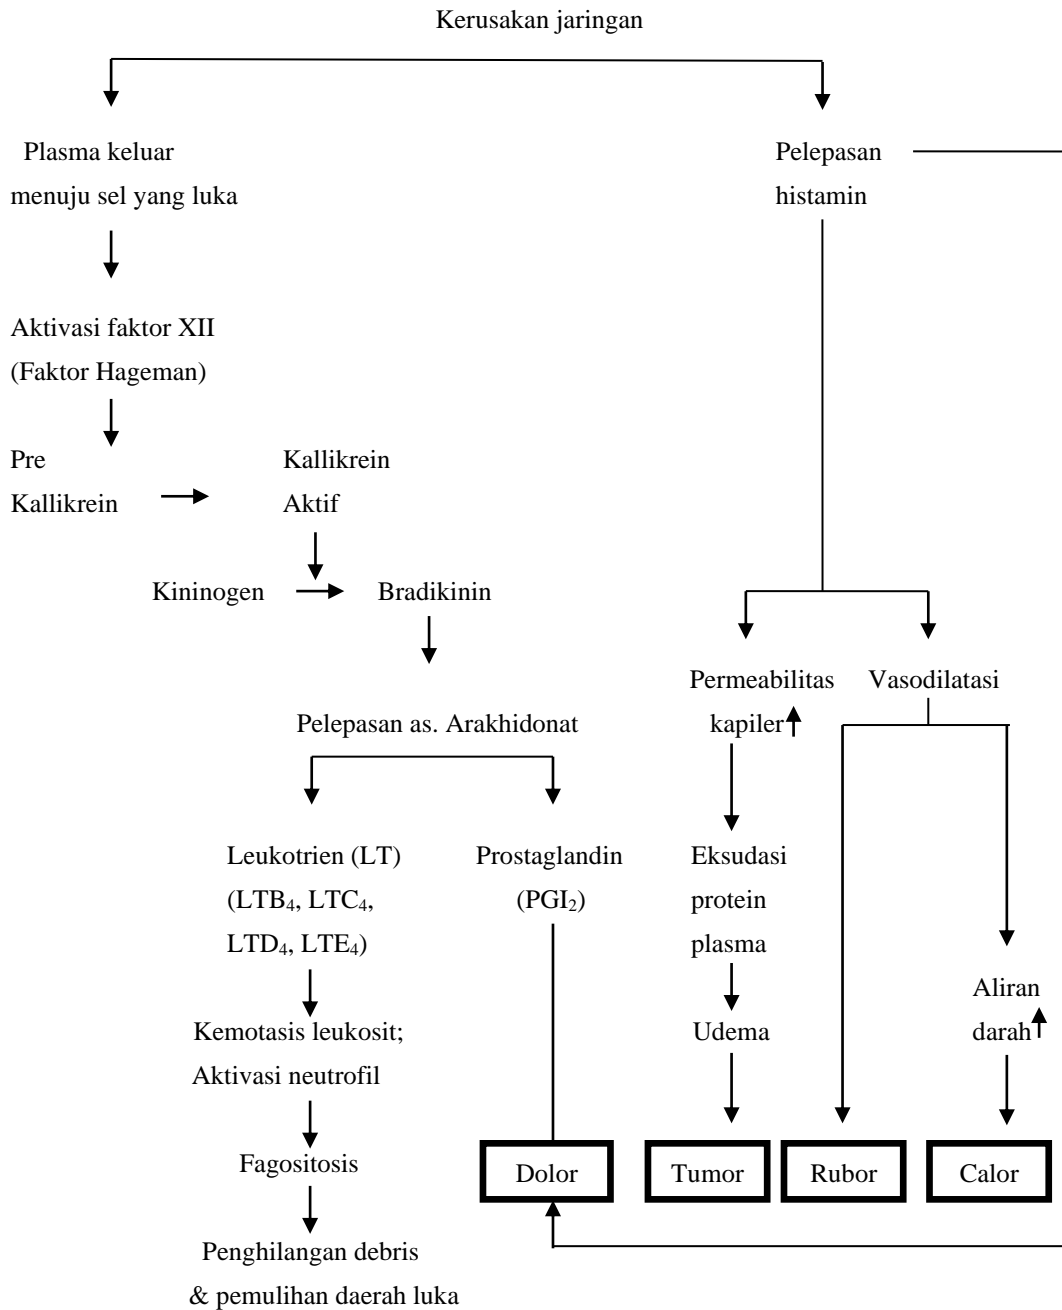 Kerusakan jaringan
Plasma keluar
menuju sel yang luka
Pelepasan
histamin
Aktivasi faktor XII
(Faktor Hageman)
Pre
Kallikrein
Kallikrein
Aktif
Kininogen
Bradikinin
Pelepasan as. Arakhidonat
Permeabilitas
kapiler
Vasodilatasi
Leukotrien (LT)
(LTB₄, LTC₄,
LTD₄, LTE₄)
Prostaglandin
(PGI₂)
Eksudasi
protein
plasma
Aliran
darah
Kemotasis leukosit;
Aktivasi neutrofil
Udema
Fagositosis
Dolor
Tumor
Rubor
Calor
Penghilangan debris
& pemulihan daerah luka